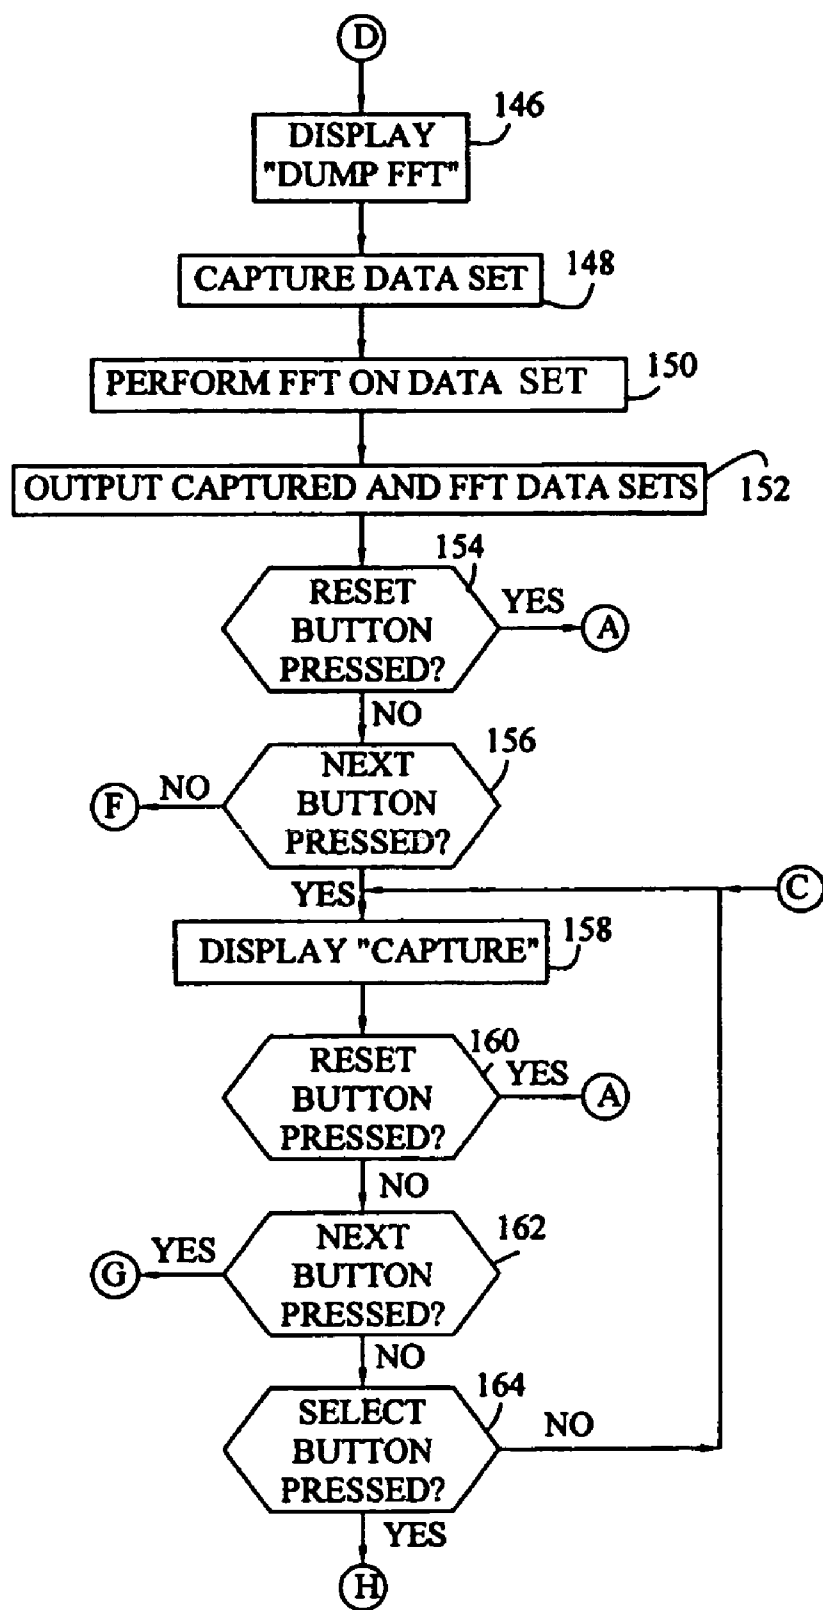 D
146
DISPLAY
"DUMP FFT"
CAPTURE DATA SET
148
PERFORM FFT ON DATA SET
150
OUTPUT CAPTURED AND FFT DATA SETS
152
154
RESET
BUTTON
PRESSED?
YES
A
NO
156
NEXT
BUTTON
PRESSED?
NO
F
YES
C
DISPLAY "CAPTURE"
158
160
RESET
BUTTON
PRESSED?
YES
A
NO
162
NEXT
BUTTON
PRESSED?
YES
G
NO
164
SELECT
BUTTON
PRESSED?
NO
YES
H